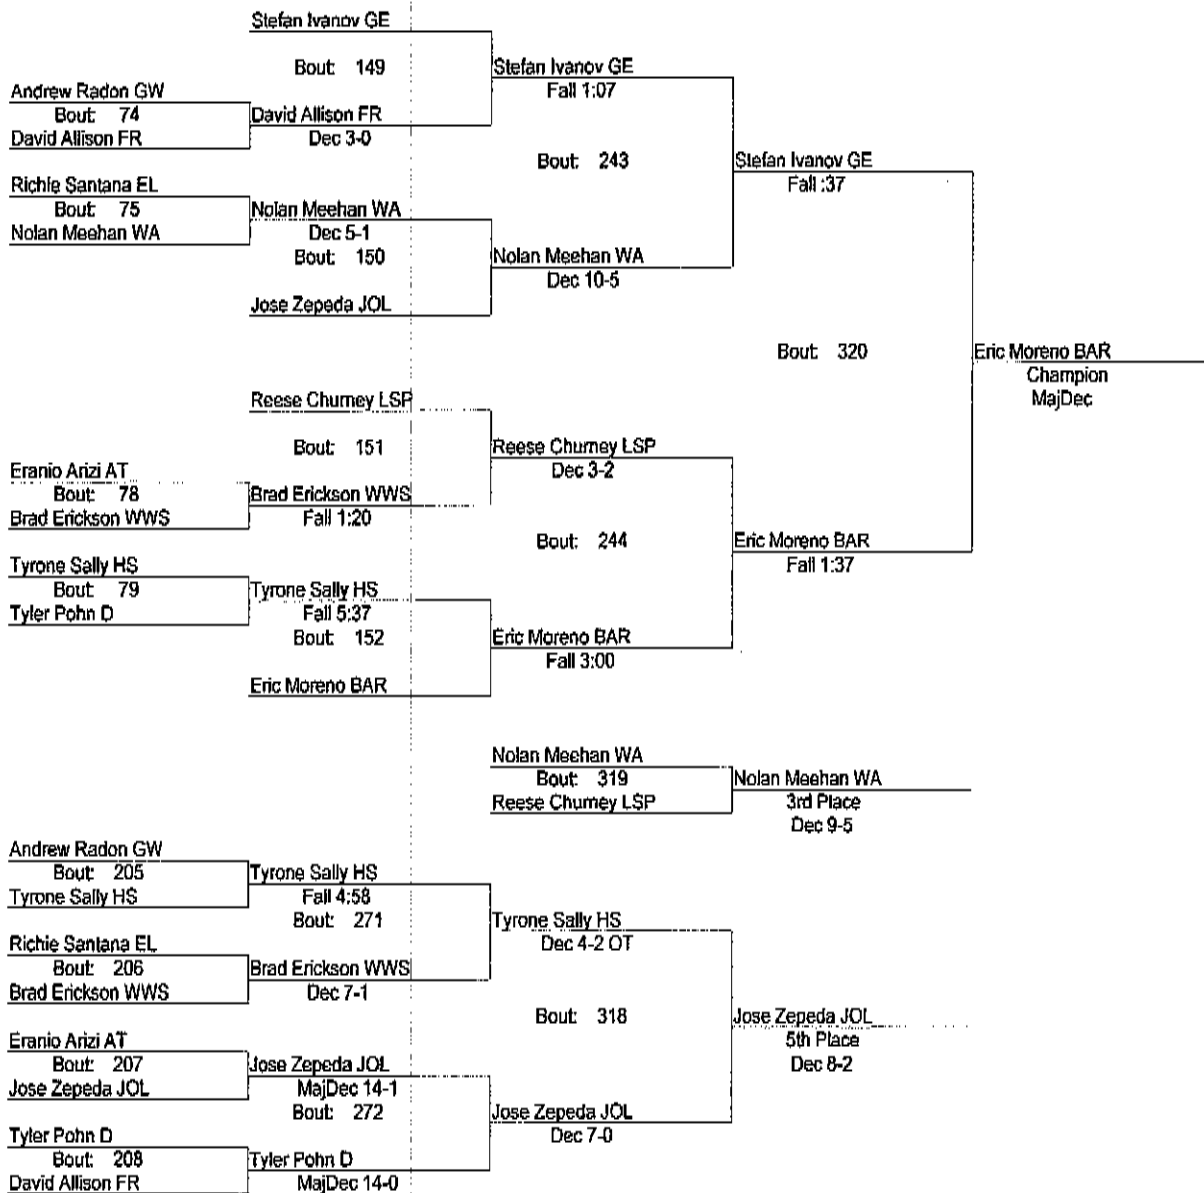 Stefan Ivanov GE
Bout: 149
Stefan Ivanov GE
Fall 1:07
Andrew Radon GW
Bout: 74
David Allison FR
David Allison FR
Dec 3-0
Bout: 243
Stefan Ivanov GE
Fall :37
Richie Santana EL
Bout: 75
Nolan Meehan WA
Nolan Meehan WA
Dec 5-1
Bout: 150
Nolan Meehan WA
Dec 10-5
Jose Zepeda JOL
Bout: 320
Eric Moreno BAR
Champion
MajDec
Reese Churney LSP
Bout: 151
Reese Churney LSP
Dec 3-2
Eranio Arizi AT
Bout: 78
Brad Erickson WWS
Brad Erickson WWS
Fall 1:20
Bout: 244
Eric Moreno BAR
Fall 1:37
Tyrone Sally HS
Bout: 79
Tyler Pohn D
Tyrone Sally HS
Fall 5:37
Bout: 152
Eric Moreno BAR
Fall 3:00
Eric Moreno BAR
Nolan Meehan WA
Bout: 319
Reese Churney LSP
Nolan Meehan WA
3rd Place
Dec 9-5
Andrew Radon GW
Bout: 205
Tyrone Sally HS
Tyrone Sally HS
Fall 4:58
Bout: 271
Tyrone Sally HS
Dec 4-2 OT
Richie Santana EL
Bout: 206
Brad Erickson WWS
Brad Erickson WWS
Dec 7-1
Bout: 318
Jose Zepeda JOL
5th Place
Dec 8-2
Eranio Arizi AT
Bout: 207
Jose Zepeda JOL
Jose Zepeda JOL
MajDec 14-1
Bout: 272
Jose Zepeda JOL
Dec 7-0
Tyler Pohn D
Bout: 208
David Allison FR
Tyler Pohn D
MajDec 14-0